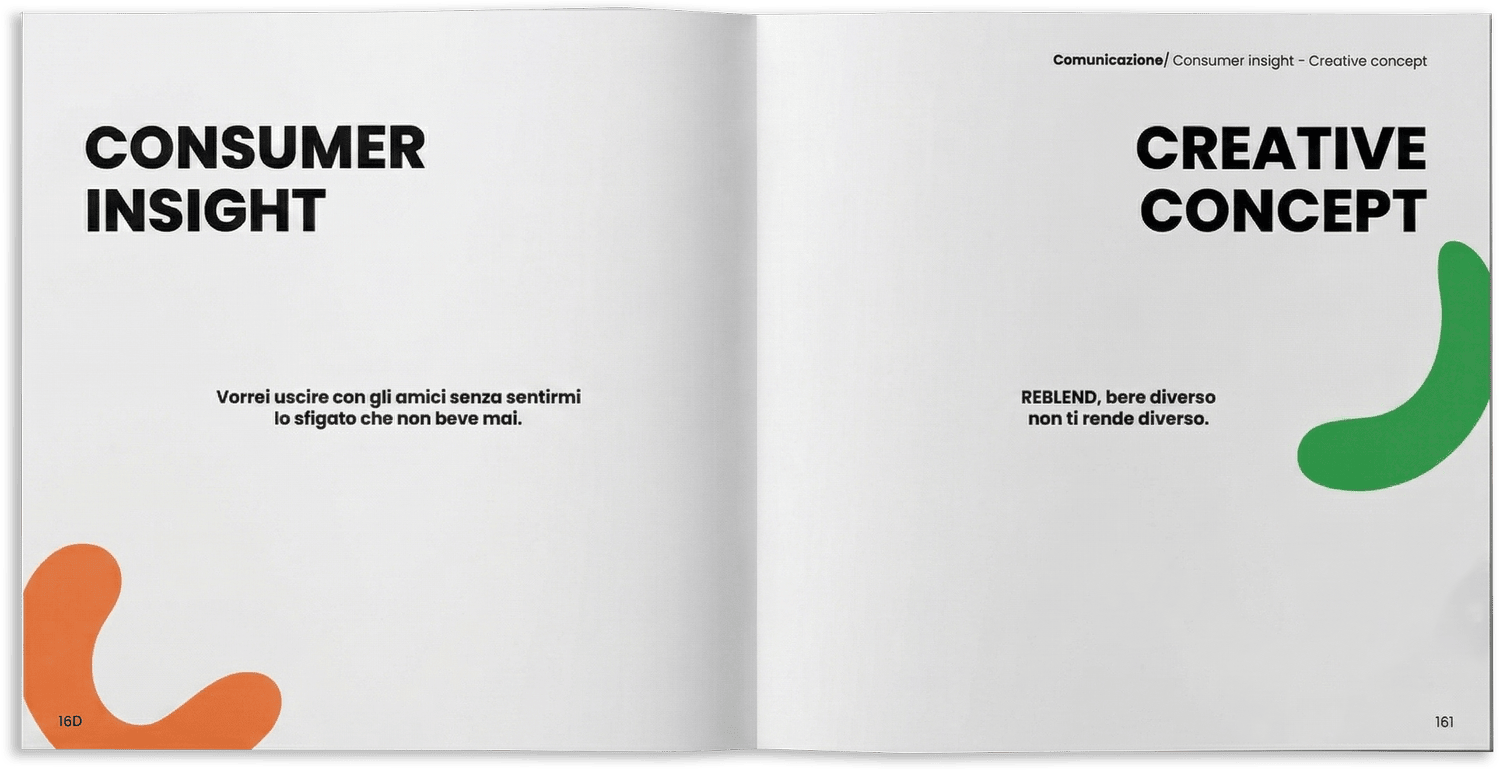 CONSUMER
INSIGHT
Vorrei uscire con gli amici senza sentirmi
lo sfigato che non beve mai.
16D
Comunicazione/ Consumer insight - Creative concept
CREATIVE
CONCEPT
REBLEND, bere diverso
non ti rende diverso.
161